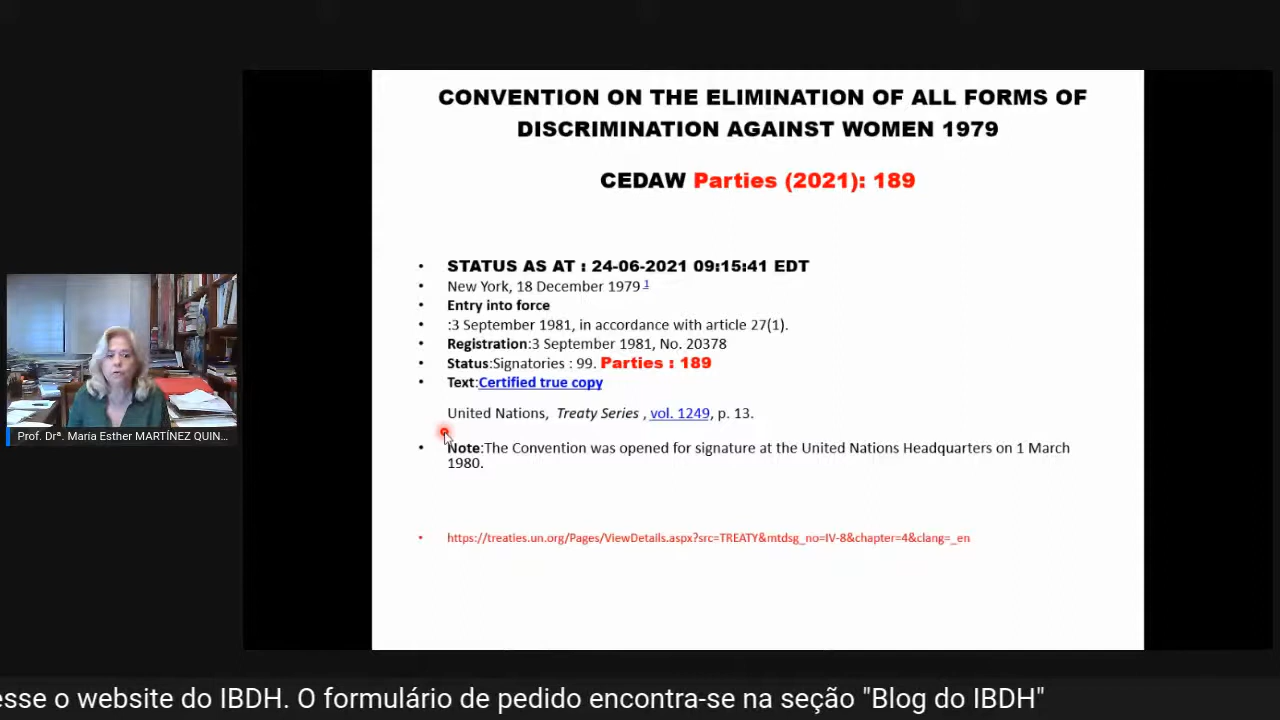 CONVENTION ON THE ELIMINATION OF ALL FORMS OF
DISCRIMINATION AGAINST WOMEN 1979
CEDAW Parties (2021): 189
• STATUS AS AT : 24-06-2021 09:15:41 EDT
• New York, 18 December 1979 1
• Entry into force
• :3 September 1981, in accordance with article 27(1).
• Registration:3 September 1981, No. 20378
• Status:Signatories : 99. Parties : 189
• Text:Certified true copy
United Nations, Treaty Series , vol. 1249, p. 13.
• Note:The Convention was opened for signature at the United Nations Headquarters on 1 March
1980.
• https://treaties.un.org/Pages/ViewDetails.aspx?src=TREATY&mtdsg_no=IV-8&chapter=4&clang=_en
Prof. Drª. María Esther MARTÍNEZ QUIN...
esse o website do IBDH. O formulário de pedido encontra-se na seção "Blog do IBDH"